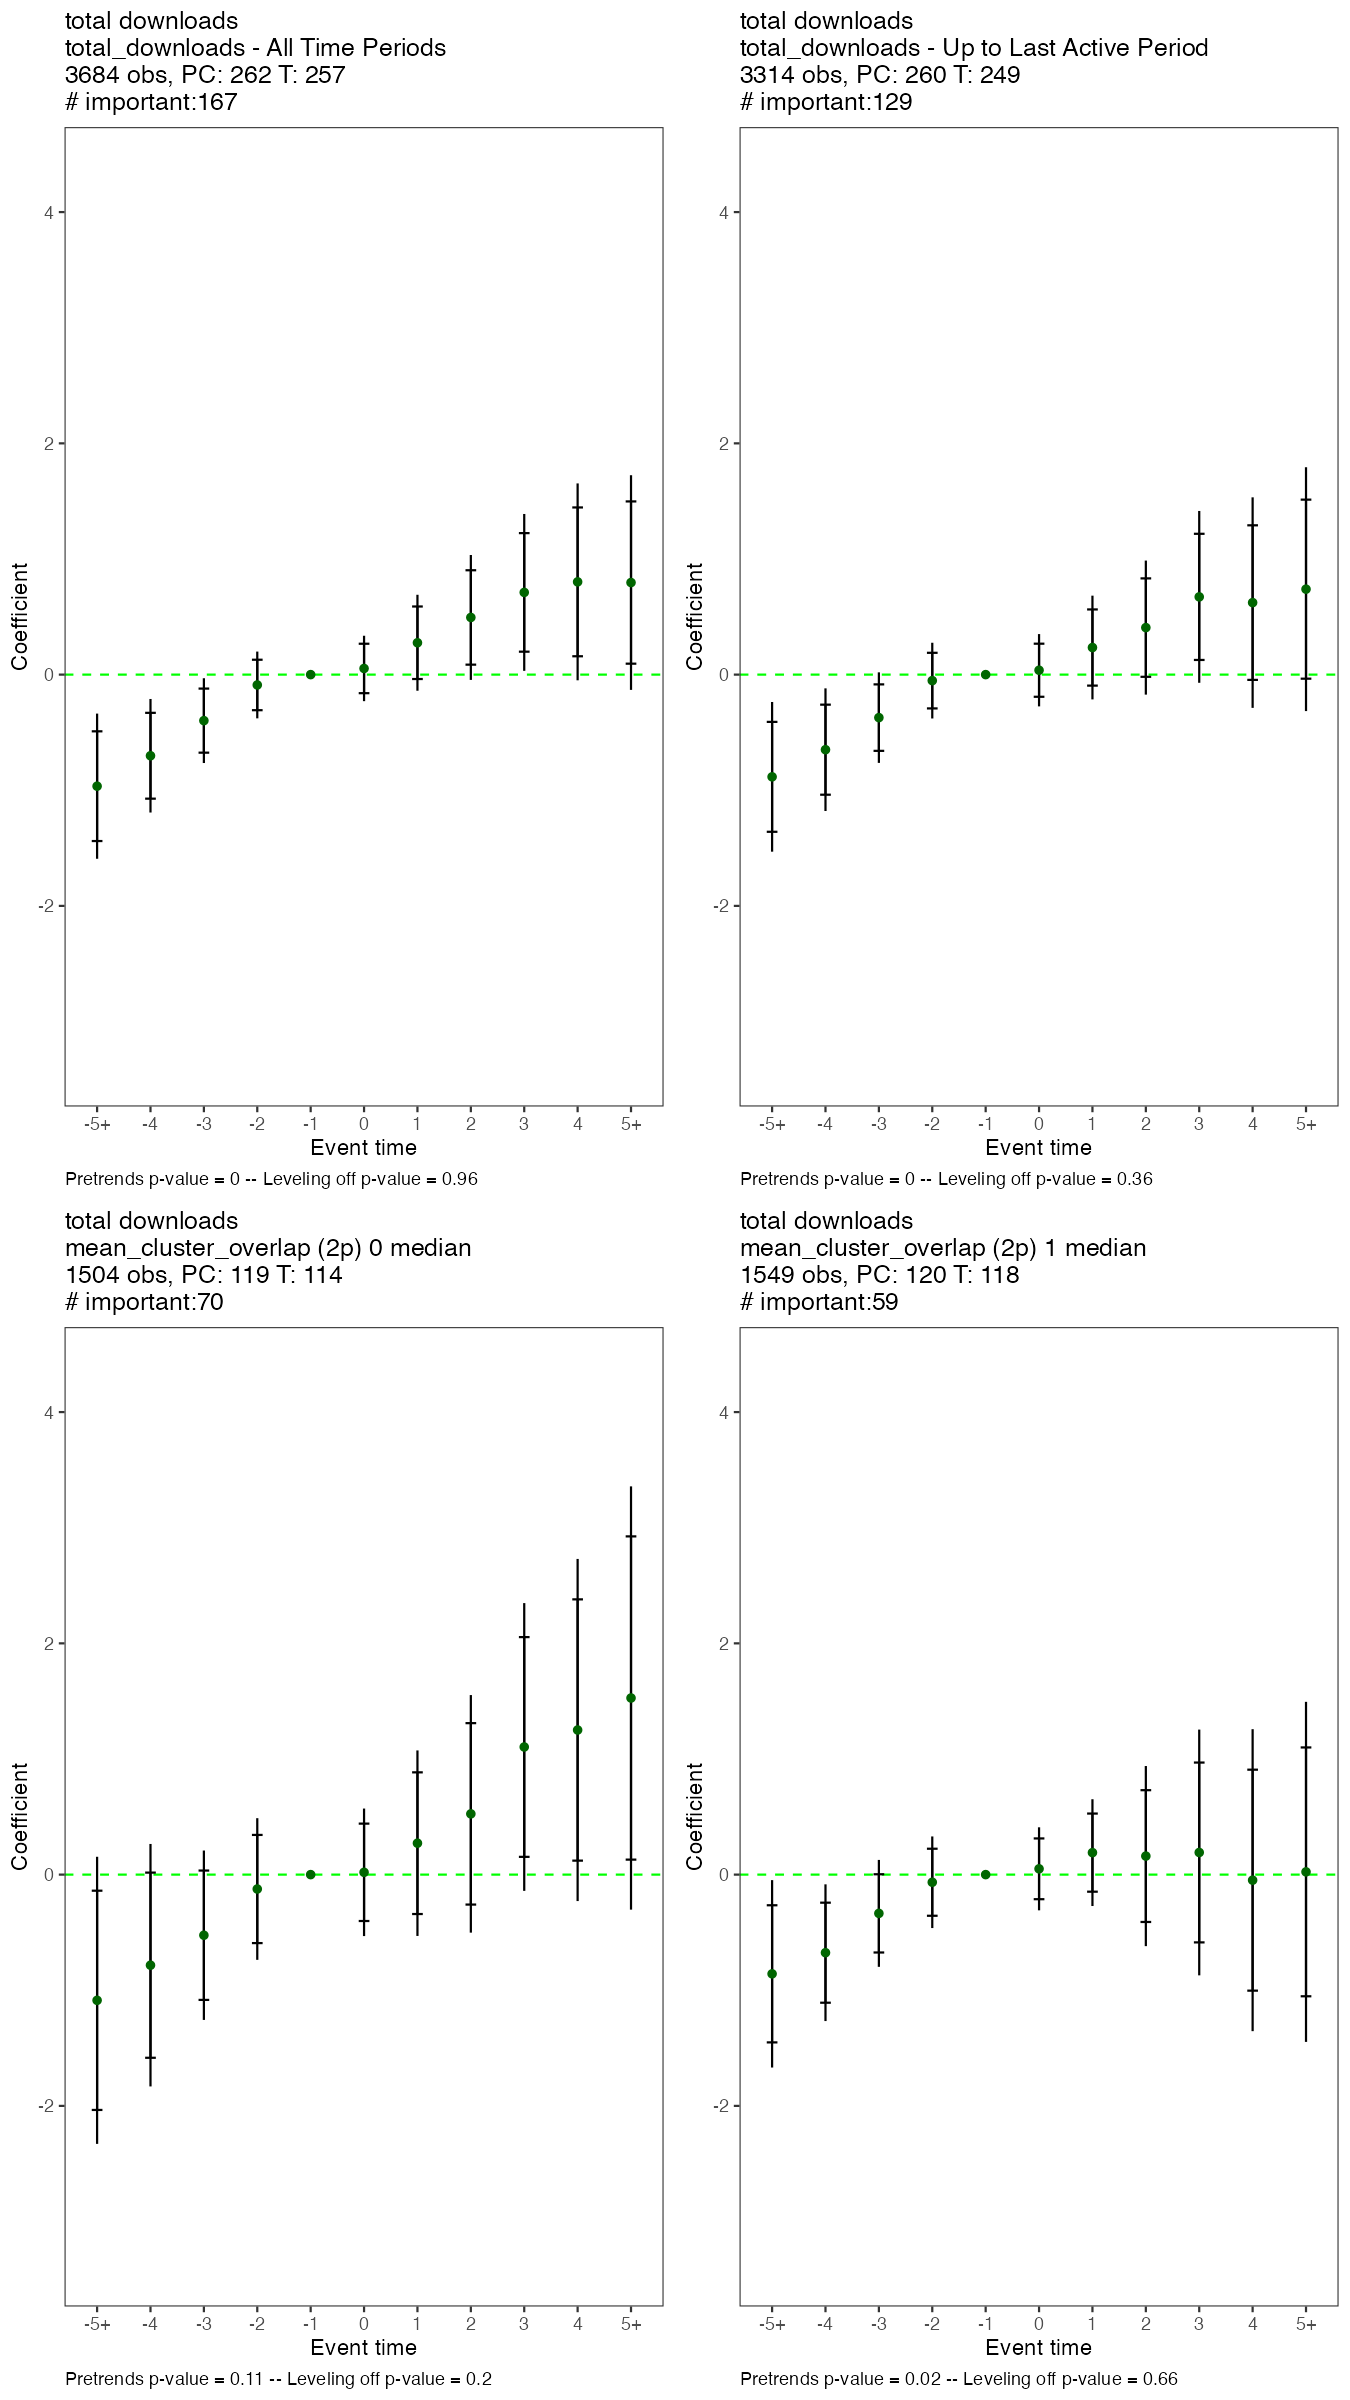 total downloads
total_downloads - All Time Periods
3684 obs, PC: 262 T: 257
# important:167
4
2
0
-2
Coefficient
-5+ -4 -3 -2 -1 0 1 2 3 4 5+
Event time
Pretrends p-value = 0 -- Leveling off p-value = 0.96
total downloads
total_downloads - Up to Last Active Period
3314 obs, PC: 260 T: 249
# important:129
4
2
0
-2
Coefficient
-5+ -4 -3 -2 -1 0 1 2 3 4 5+
Event time
Pretrends p-value = 0 -- Leveling off p-value = 0.36
total downloads
mean_cluster_overlap (2p) 0 median
1504 obs, PC: 119 T: 114
# important:70
4
2
0
-2
Coefficient
-5+ -4 -3 -2 -1 0 1 2 3 4 5+
Event time
Pretrends p-value = 0.11 -- Leveling off p-value = 0.2
total downloads
mean_cluster_overlap (2p) 1 median
1549 obs, PC: 120 T: 118
# important:59
4
2
0
-2
Coefficient
-5+ -4 -3 -2 -1 0 1 2 3 4 5+
Event time
Pretrends p-value = 0.02 -- Leveling off p-value = 0.66